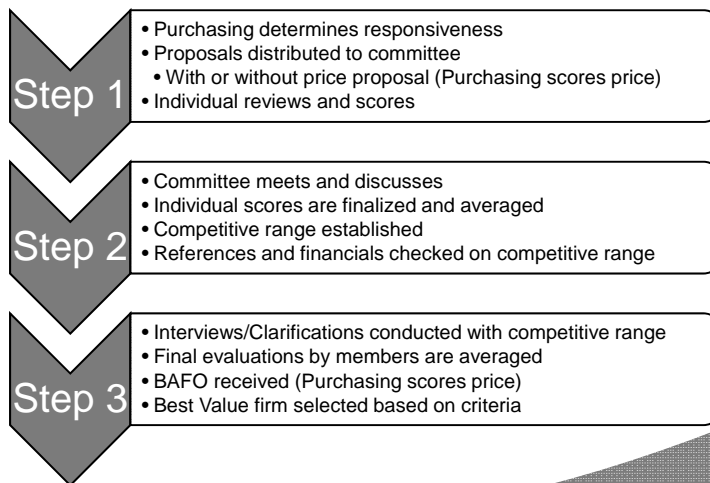 Step 1
• Purchasing determines responsiveness
• Proposals distributed to committee
• With or without price proposal (Purchasing scores price)
• Individual reviews and scores
Step 2
• Committee meets and discusses
• Individual scores are finalized and averaged
• Competitive range established
• References and financials checked on competitive range
Step 3
• Interviews/Clarifications conducted with competitive range
• Final evaluations by members are averaged
• BAFO received (Purchasing scores price)
• Best Value firm selected based on criteria